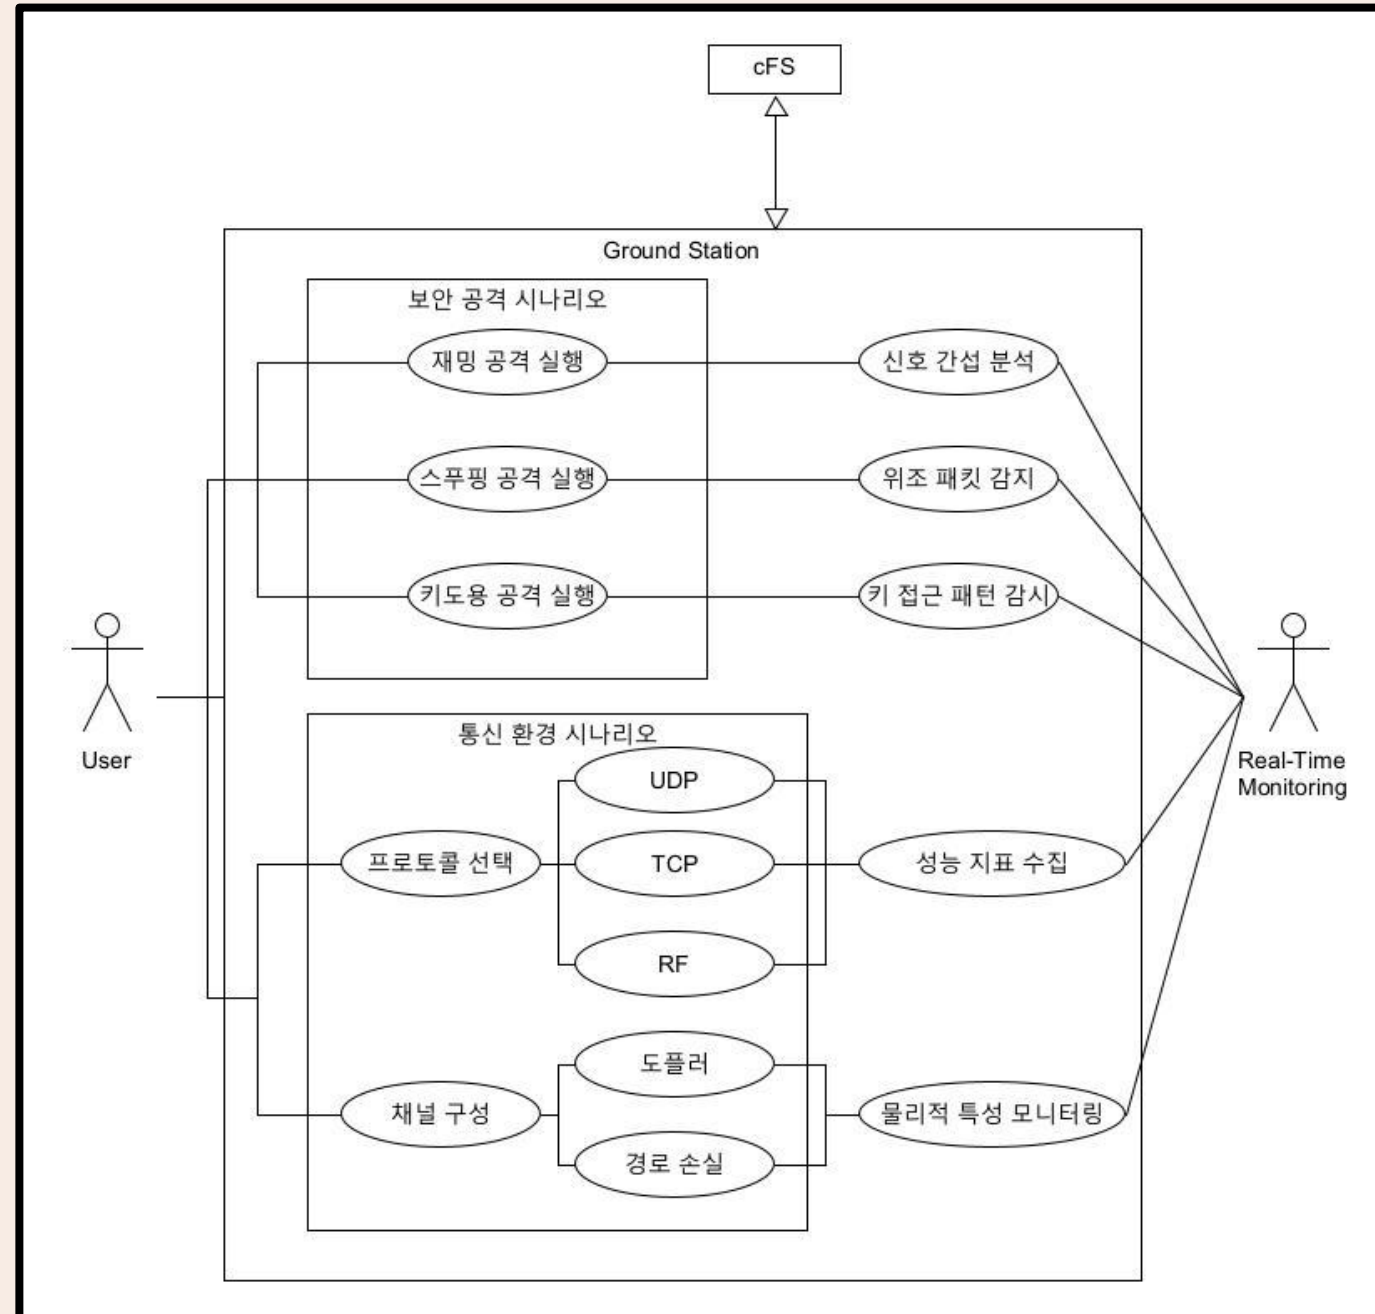 cFS
Ground Station
보안 공격 시나리오
재밍 공격 실행
신호 간섭 분석
스푸핑 공격 실행
위조 패킷 감지
키도용 공격 실행
키 접근 패턴 감시
User
Real-Time
Monitoring
통신 환경 시나리오
UDP
프로토콜 선택
TCP
성능 지표 수집
RF
도플러
채널 구성
물리적 특성 모니터링
경로 손실